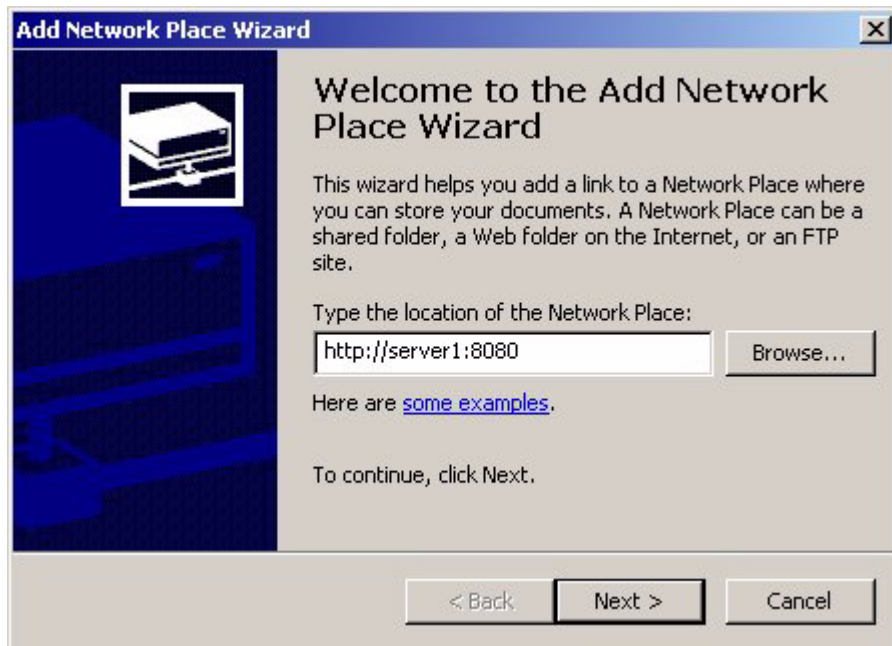 Add Network Place Wizard
Welcome to the Add Network
Place Wizard
This wizard helps you add a link to a Network Place where
you can store your documents. A Network Place can be a
shared folder, a Web folder on the Internet, or an FTP
site.
Type the location of the Network Place:
http://server1:8080
Browse...
Here are some examples.
To continue, click Next.
< Back
Next >
Cancel